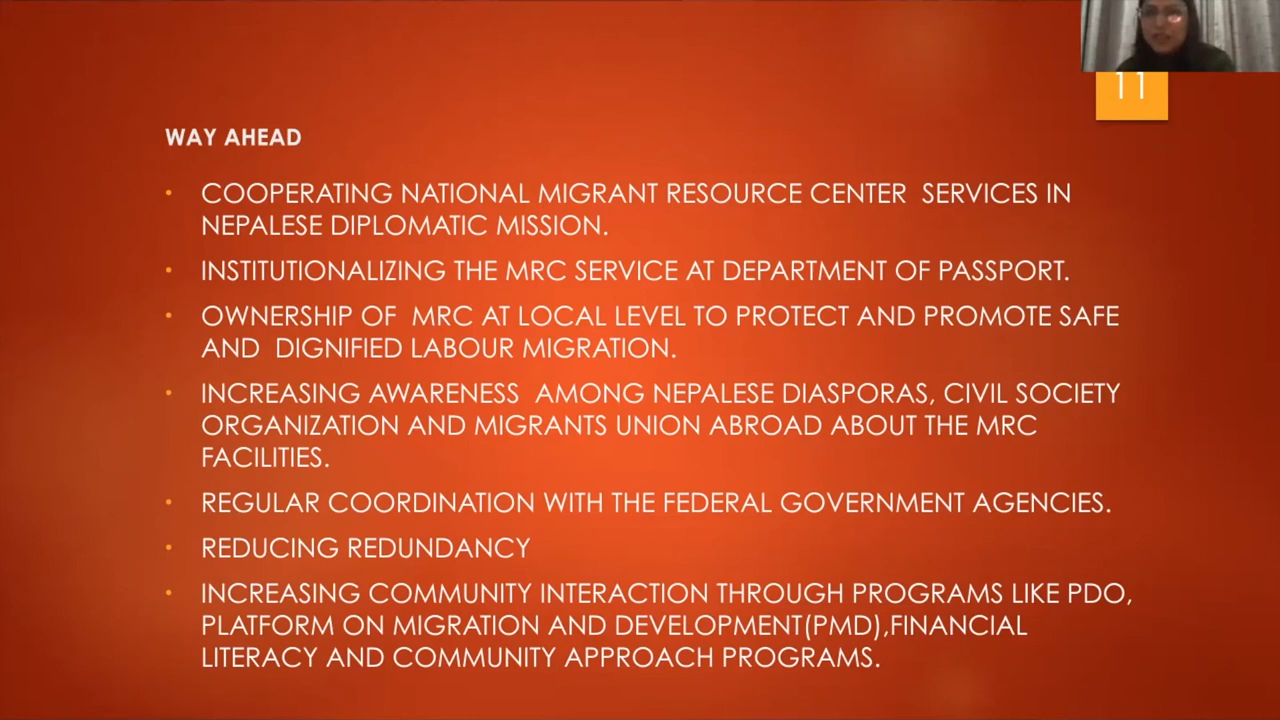 11
WAY AHEAD
• COOPERATING NATIONAL MIGRANT RESOURCE CENTER SERVICES IN
NEPALESE DIPLOMATIC MISSION.
• INSTITUTIONALIZING THE MRC SERVICE AT DEPARTMENT OF PASSPORT.
• OWNERSHIP OF MRC AT LOCAL LEVEL TO PROTECT AND PROMOTE SAFE
AND DIGNIFIED LABOUR MIGRATION.
• INCREASING AWARENESS AMONG NEPALESE DIASPORAS, CIVIL SOCIETY
ORGANIZATION AND MIGRANTS UNION ABROAD ABOUT THE MRC
FACILITIES.
• REGULAR COORDINATION WITH THE FEDERAL GOVERNMENT AGENCIES.
• REDUCING REDUNDANCY
• INCREASING COMMUNITY INTERACTION THROUGH PROGRAMS LIKE PDO,
PLATFORM ON MIGRATION AND DEVELOPMENT(PMD),FINANCIAL
LITERACY AND COMMUNITY APPROACH PROGRAMS.